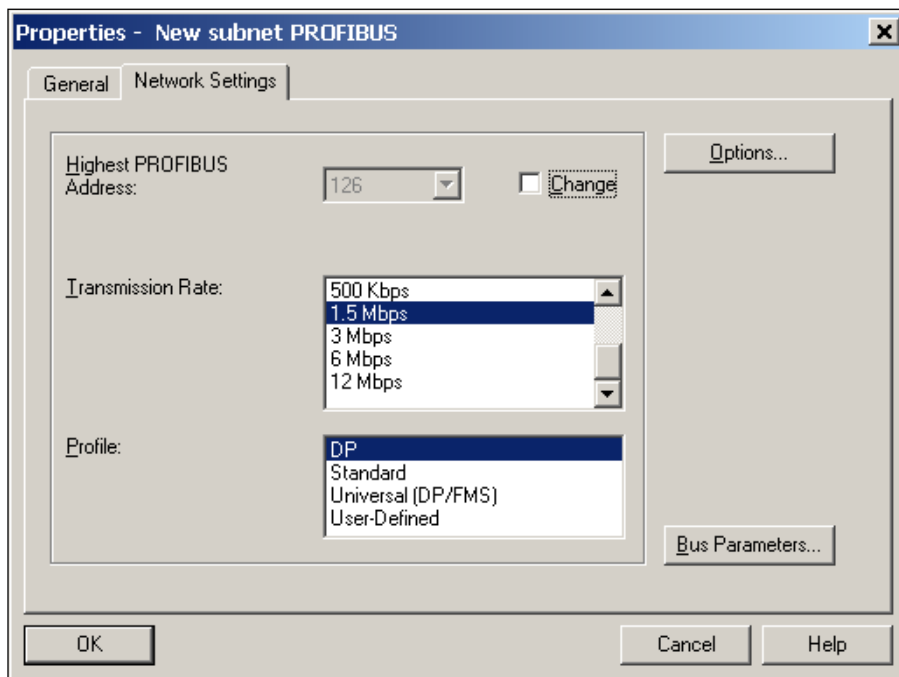 Properties - New subnet PROFIBUS
General
Network Settings
Highest PROFIBUS
Address:
126
Change
Options...
Transmission Rate:
500 Kbps
1.5 Mbps
3 Mbps
6 Mbps
12 Mbps
Profile:
DP
Standard
Universal (DP/FMS)
User-Defined
Bus Parameters...
OK
Cancel
Help